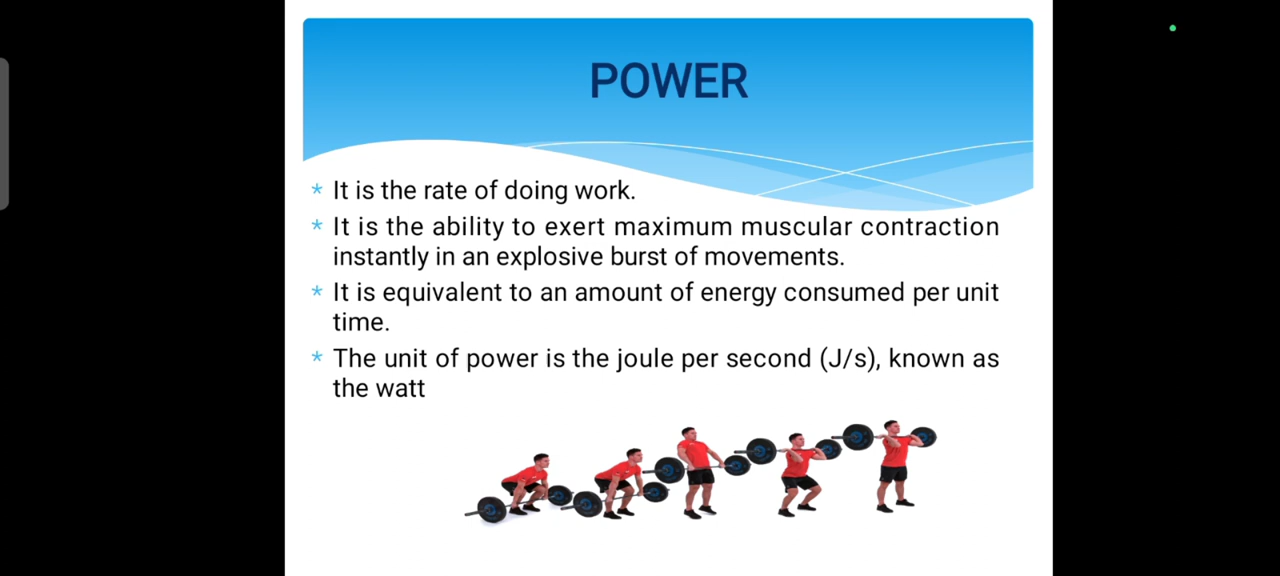 POWER
* It is the rate of doing work.
* It is the ability to exert maximum muscular contraction
instantly in an explosive burst of movements.
* It is equivalent to an amount of energy consumed per unit
time.
* The unit of power is the joule per second (J/s), known as
the watt